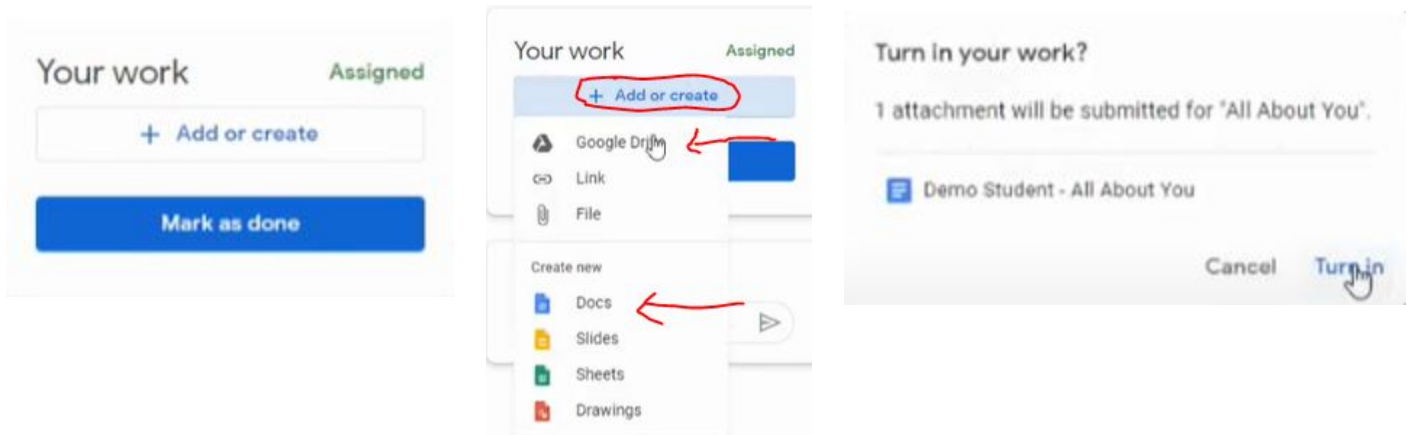 Your work
Assigned
+ Add or create
Mark as done
Your work
Assigned
+ Add or create
Google Drive
Link
File
Create new
Docs
Slides
Sheets
Drawings
Turn in your work?
1 attachment will be submitted for "All About You".
Demo Student - All About You
Cancel
Turn in